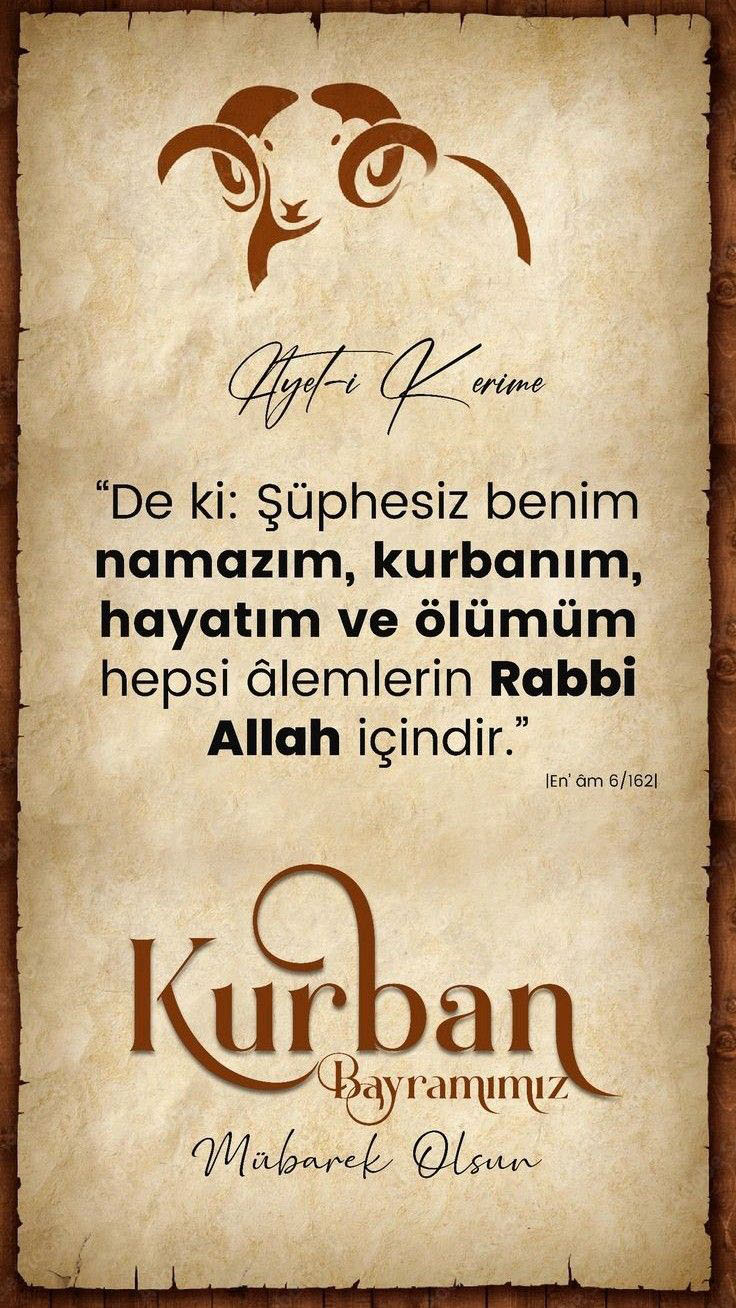 Ayet-i Kerime
“De ki: Şüphesiz benim
namazım, kurbanım,
hayatım ve ölümüm
hepsi âlemlerin Rabbi
Allah içindir.”
|En' âm 6/162|
Kurban
Bayramımız
Mübarek Olsun